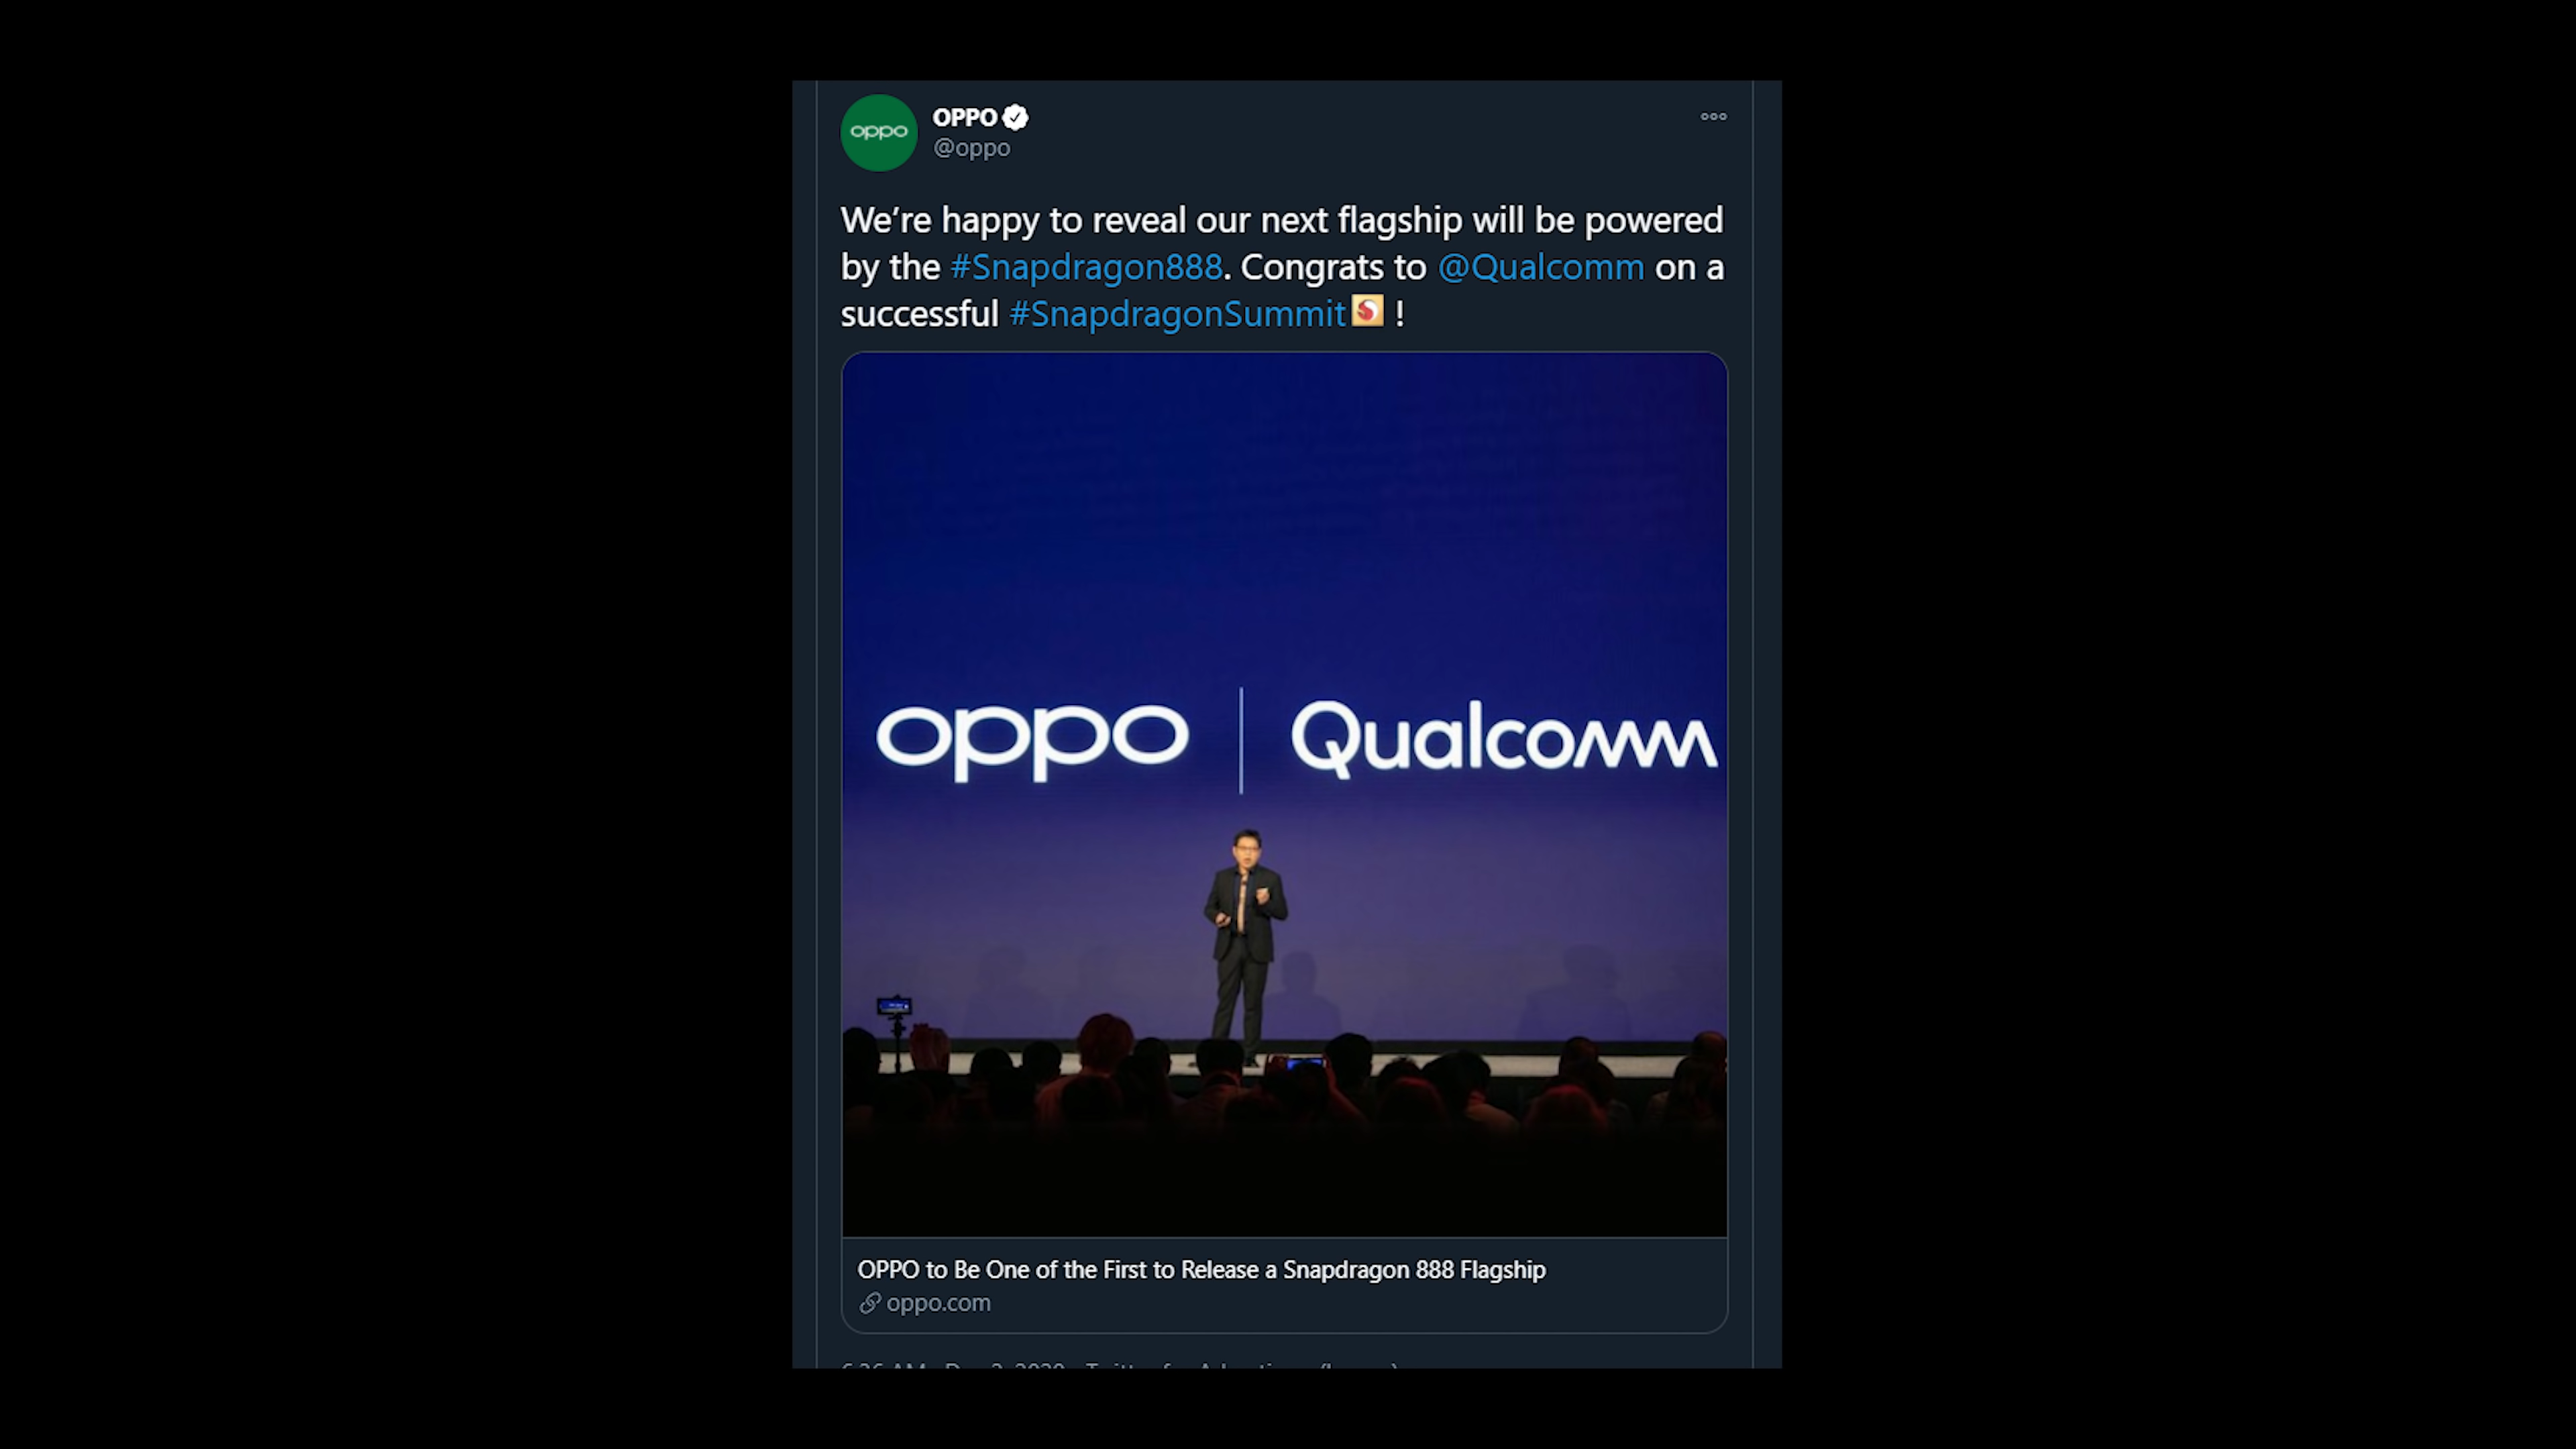 oppo
OPPO
@oppo
We're happy to reveal our next flagship will be powered
by the #Snapdragon888. Congrats to @Qualcomm on a
successful #SnapdragonSummit !
oppo | Qualcomm
OPPO to Be One of the First to Release a Snapdragon 888 Flagship
oppo.com